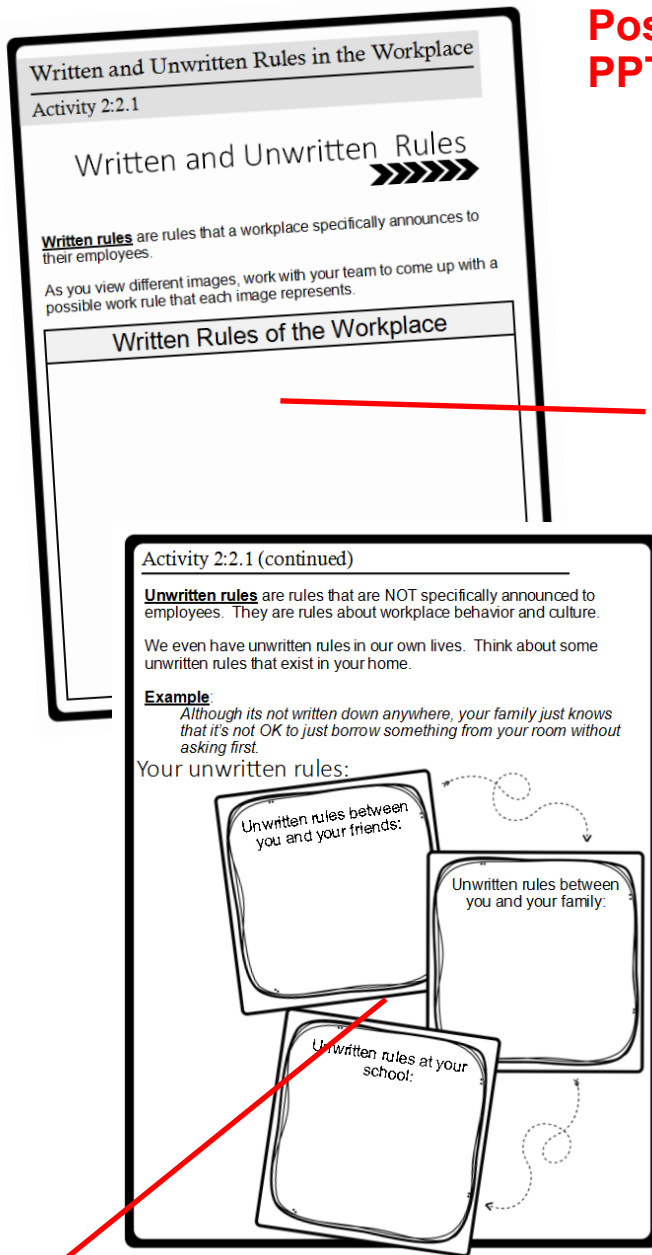 Pos
PPT
Written and Unwritten Rules in the Workplace
Activity 2:2.1
Written and Unwritten Rules
Written rules are rules that a workplace specifically announces to
their employees.
As you view different images, work with your team to come up with a
possible work rule that each image represents.
Written Rules of the Workplace
Activity 2:2.1 (continued)
Unwritten rules are rules that are NOT specifically announced to
employees.  They are rules about workplace behavior and culture.
We even have unwritten rules in our own lives.  Think about some
unwritten rules that exist in your home.
Example:
Although its not written down anywhere, your family just knows
that it's not OK to just borrow something from your room without
asking first.
Your unwritten rules:
Unwritten rules between
you and your friends:
Unwritten rules between
you and your family:
Unwritten rules at your
school: